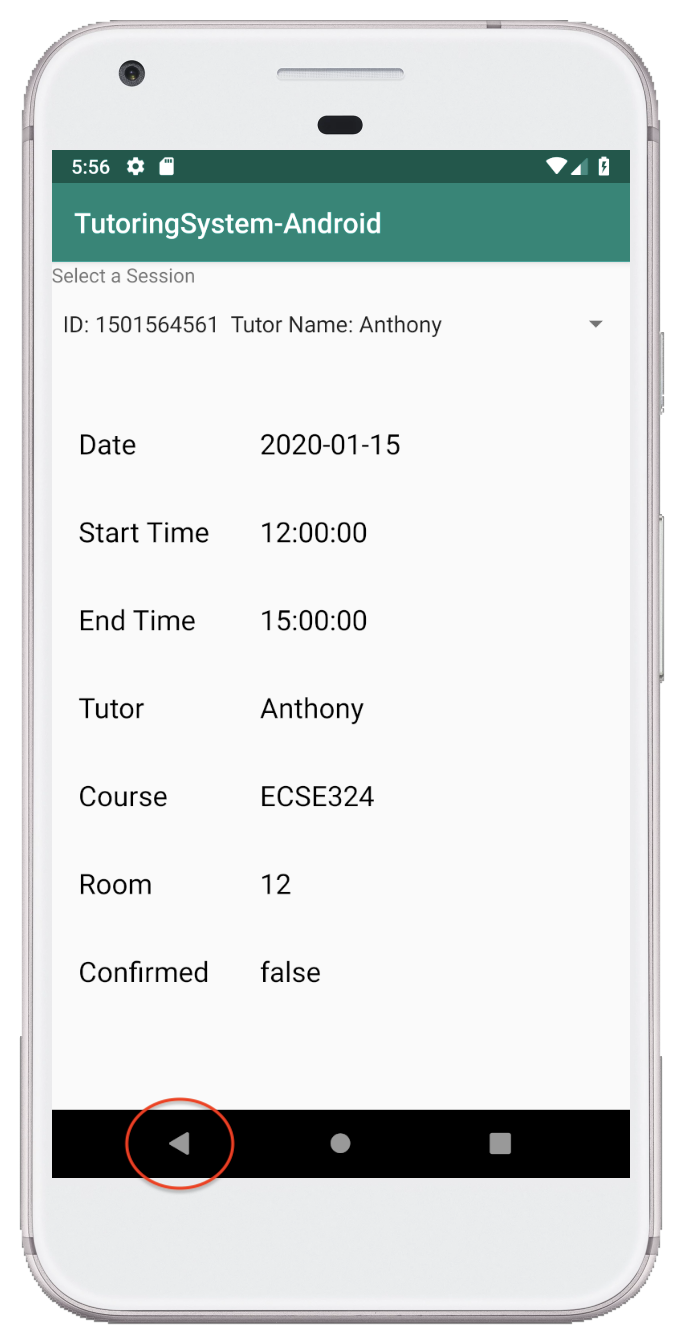 5:56
TutoringSystem-Android
Select a Session
ID: 1501564561 Tutor Name: Anthony
Date 2020-01-15
Start Time 12:00:00
End Time 15:00:00
Tutor Anthony
Course ECSE324
Room 12
Confirmed false